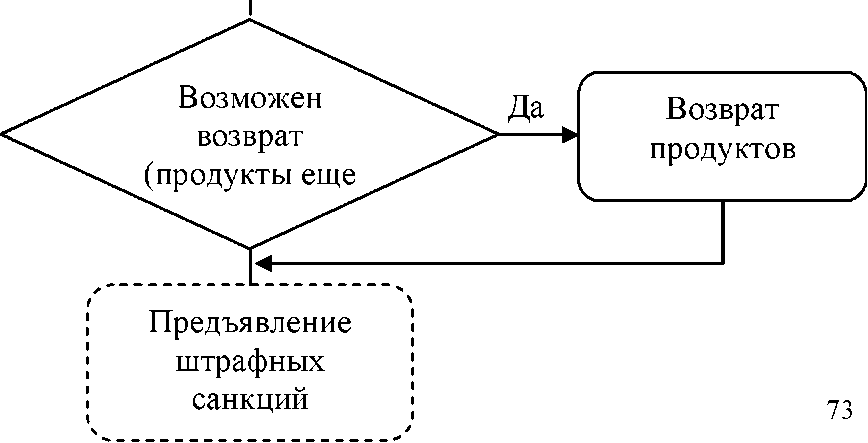 Возможен
возврат
(продукты еще
Да
Возврат
продуктов
Предъявление
штрафных
санкций
73